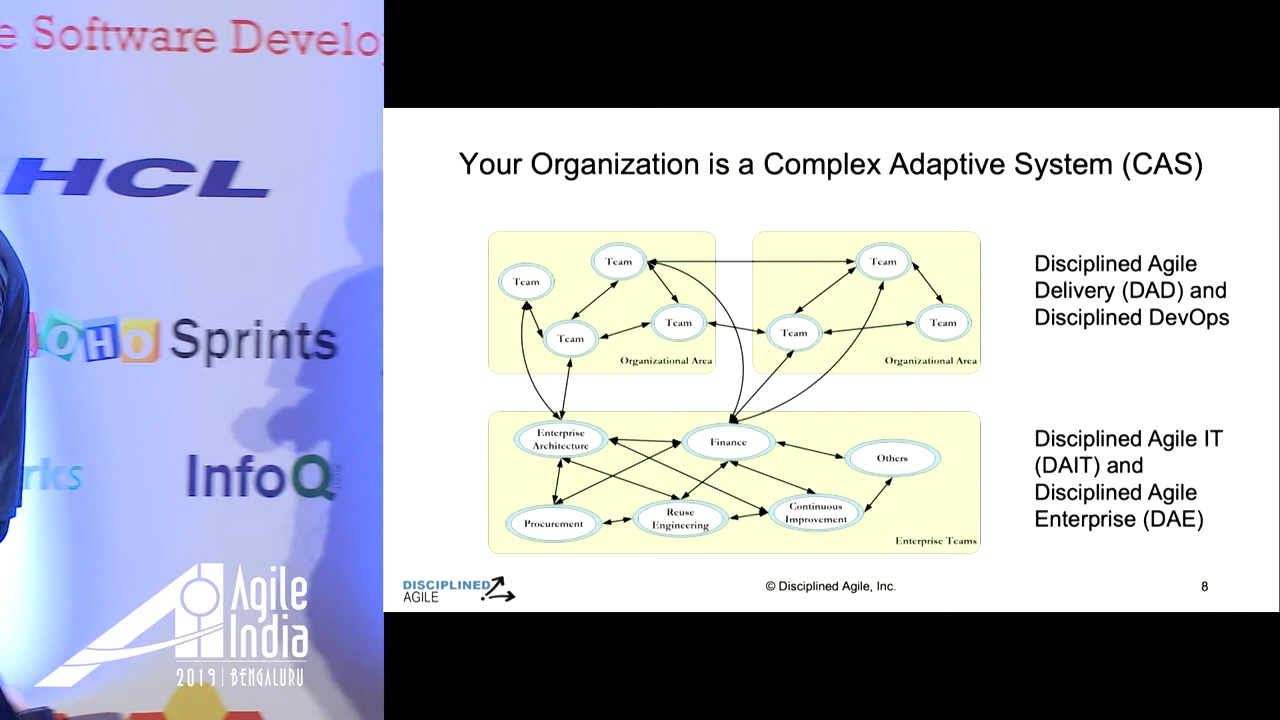 e Software Develo
HCL
ZOHO Sprints
rks
InfoQ
Agile
India
2019 | BENGALURU
Your Organization is a Complex Adaptive System (CAS)
Team
Team
Team
Team
Organizational Area
Team
Team
Team
Organizational Area
Disciplined Agile
Delivery (DAD) and
Disciplined DevOps
Enterprise
Architecture
Finance
Others
Procurement
Reuse
Engineering
Continuous
Improvement
Enterprise Teams
Disciplined Agile IT
(DAIT) and
Disciplined Agile
Enterprise (DAE)
DISCIPLINED
AGILE
© Disciplined Agile, Inc.
8